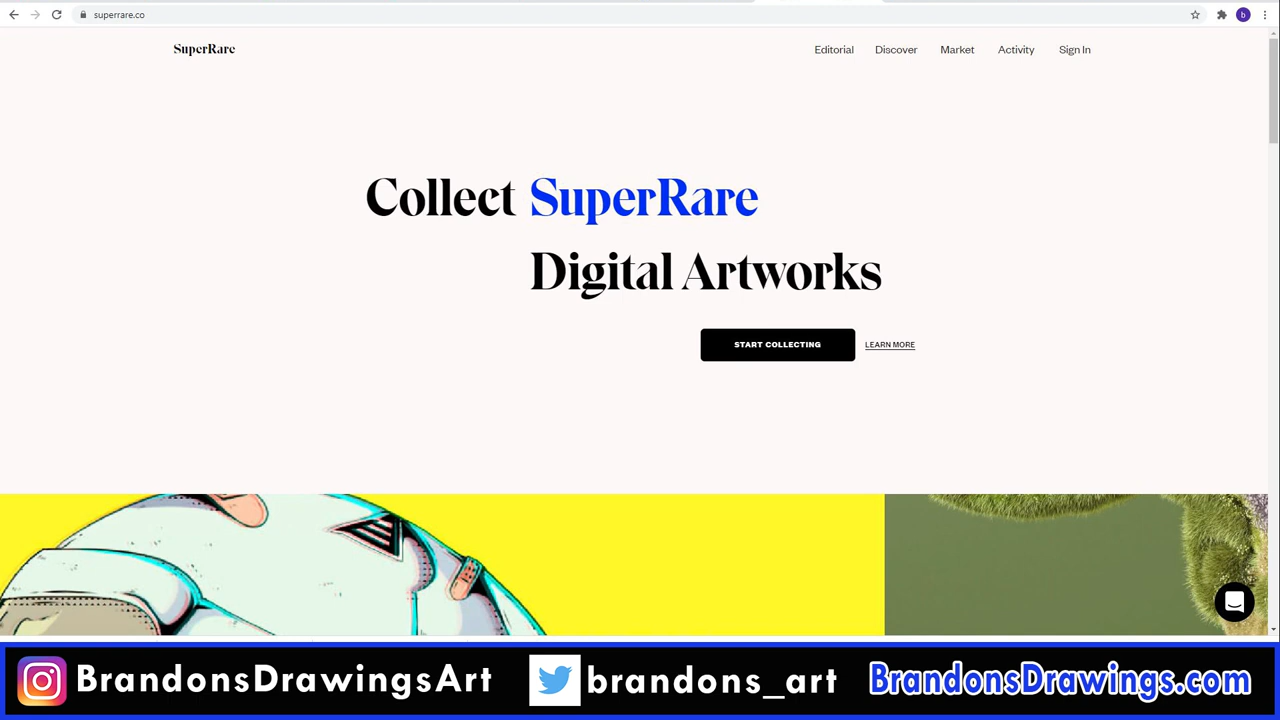 superrare.co
b
SuperRare
Editorial Discover Market Activity Sign In
Collect SuperRare
Digital Artworks
START COLLECTING LEARN MORE
BrandonsDrawingsArt brandons_art BrandonsDrawings.com